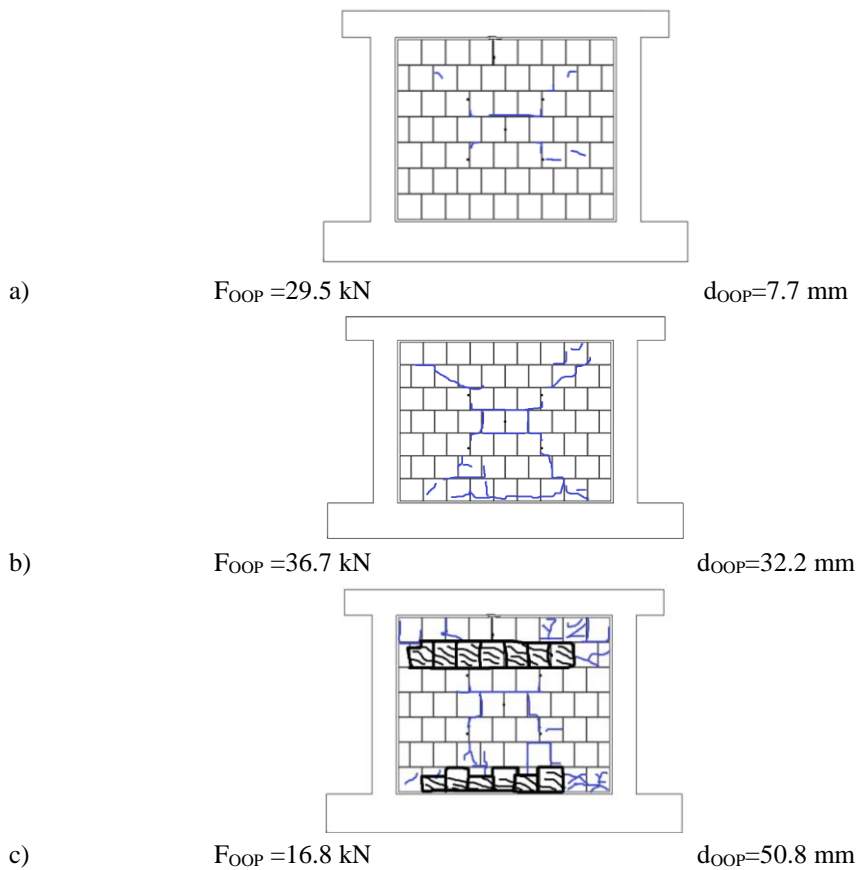 a) F_OOP =29.5 kN d_OOP=7.7 mm
b) F_OOP =36.7 kN d_OOP=32.2 mm
c) F_OOP =16.8 kN d_OOP=50.8 mm